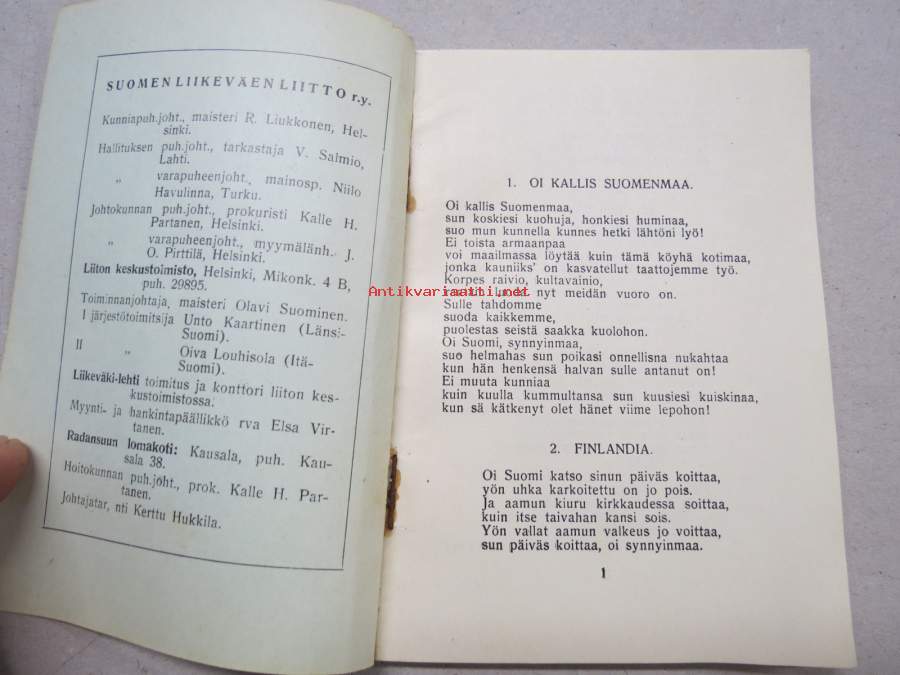 SUOMEN LIIKEVÄEN LIITTO r.y.
Kunniapuh.joht., maisteri R. Liukkonen, Hel-
sinki.
Hallituksen puh.joht., tarkastaja V. Salmio,
Lahti.
„ varapuheenjoht., mainosp. Niilo
Havulinna, Turku.
Johtokunnan puh.joht., prokuristi Kalle H.
Partanen, Helsinki.
„ varapuheenjoht., myymälänh. J.
O. Pirttilä, Helsinki.
Liiton keskustoimisto, Helsinki, Mikonk. 4 B,
puh. 29895.
Toiminnanjohtaja, maisteri Olavi Suominen.
I järjestötoimitsija Unto Kaartinen (Länsi-
Suomi).
II „ Oiva Louhisola (Itä-
Suomi).
Liikeväki-lehti toimitus ja konttori liiton kes-
kustoimistossa.
Myynti- ja hankintapäällikkö rva Elsa Vir-
tanen.
Radansuun lomakoti: Kausala, puh. Kau-
sala 38.
Hoitokunnan puh.joht., prok. Kalle H. Par-
tanen.
Johtajatar, nti Kerttu Hukkila.
1. OI KALLIS SUOMENMAA.
Oi kallis Suomenmaa,
sun koskiesi kuohuja, honkiesi huminaa,
suo mun kunnella kunnes hetki lähtöni lyö!
Ei toista armaanpaa
voi maailmassa löytää kuin tämä köyhä kotimaa,
jonka kauniiks' on kasvatellut taattojemme työ.
Korpes raivio, kultavainio,
nyt meidän vuoro on.
Sulle tahdomme
suoda kaikkemme,
puolestas seistä saakka kuolohon.
Oi Suomi, synnyinmaa,
suo helmahas sun poikasi onnellisna nukahtaa
kun hän henkensä halvan sulle antanut on!
Ei muuta kunniaa
kuin kuulla kummultansa sun kuusiesi kuiskinaa,
kun sä kätkenyt olet hänet viime lepohon!
2. FINLANDIA.
Oi Suomi katso sinun päiväs koittaa,
yön uhka karkoitettu on jo pois.
Ja aamun kiuru kirkkaudessa soittaa,
kuin itse taivahan kansi sois.
Yön vallat aamun valkeus jo voittaa,
sun päiväs koittaa, oi synnyinmaa.
1
Antikvariaatti.net